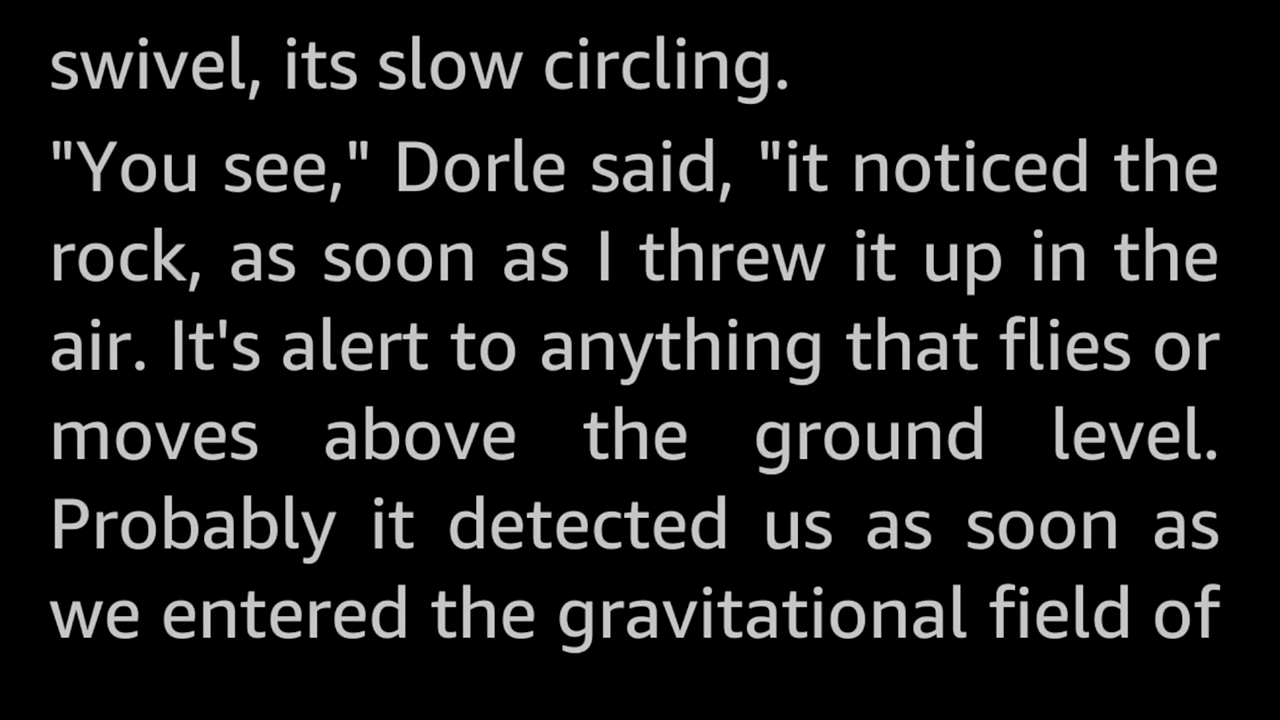 swivel, its slow circling.
"You see," Dorle said, "it noticed the
rock, as soon as I threw it up in the
air. It's alert to anything that flies or
moves above the ground level.
Probably it detected us as soon as
we entered the gravitational field of